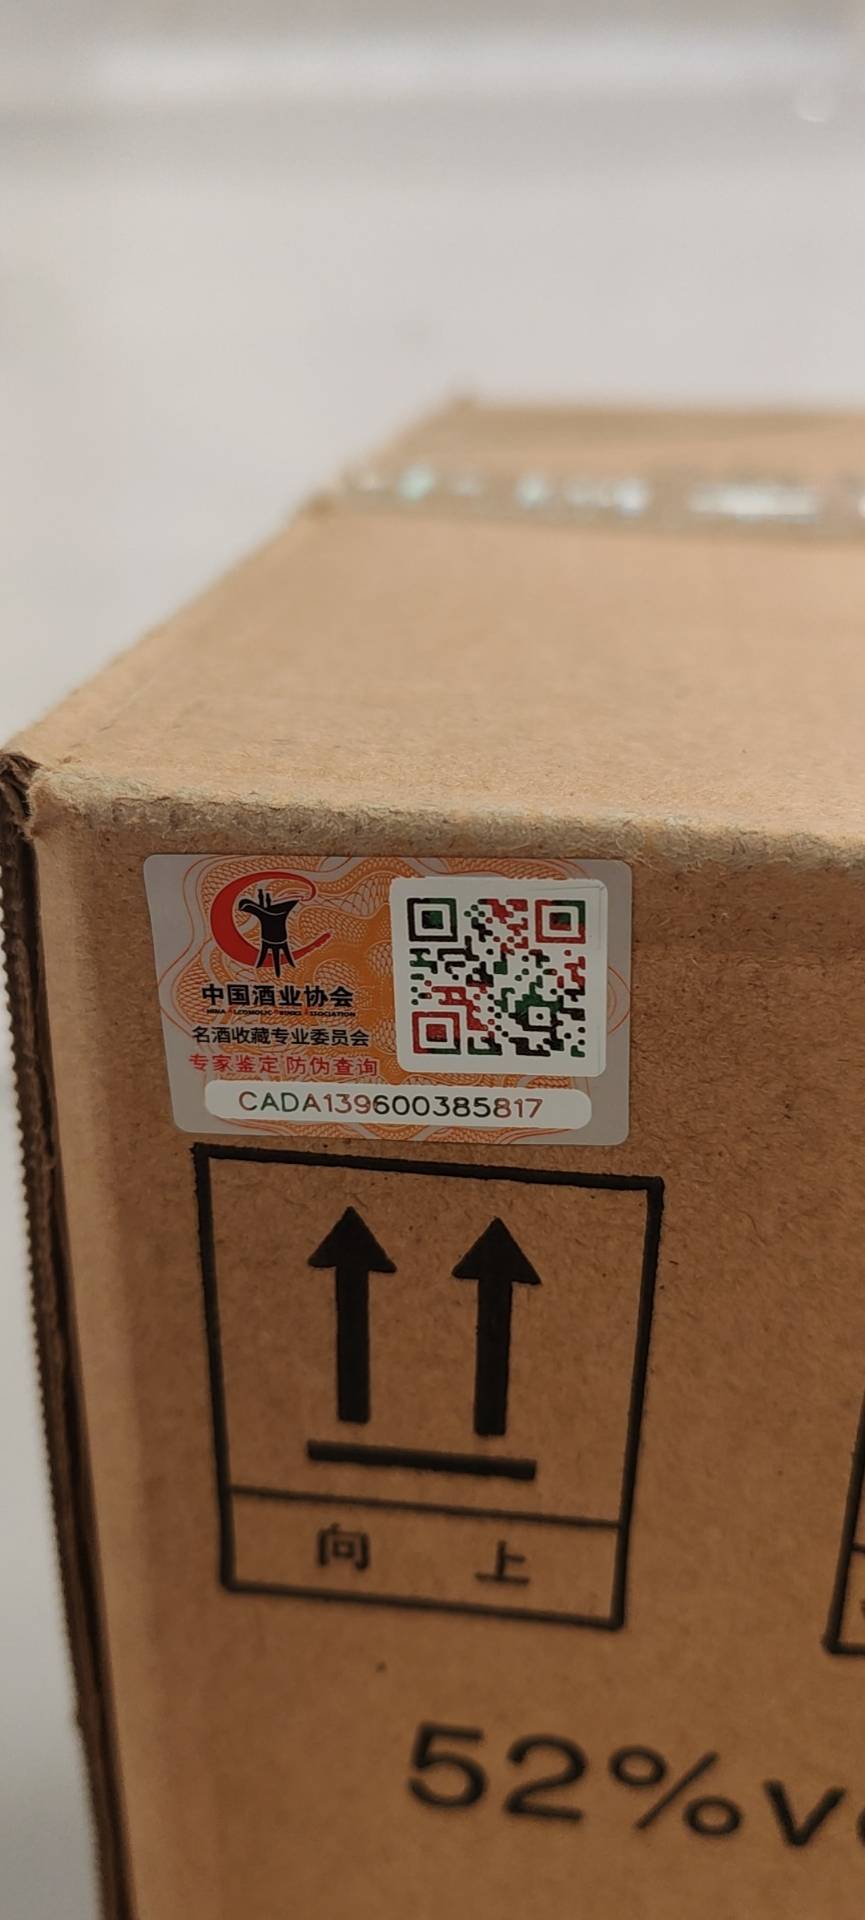 中国酒业协会
名酒收藏专业委员会
专家鉴定防伪查询
CADA139600385817
向上
52%v